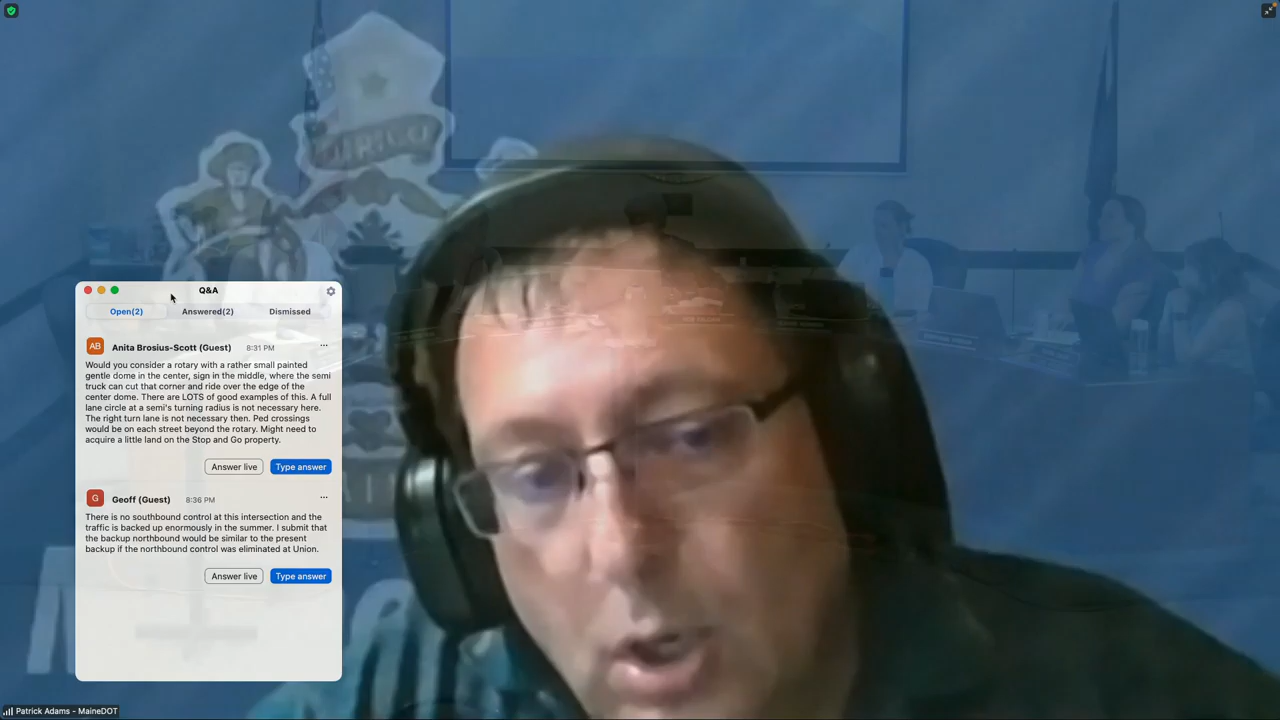 DIRIGO
Q&A
Open(2)
Answered(2)
Dismissed
AB
Anita Brosius-Scott (Guest)
8:31 PM
...
Would you consider a rotary with a rather small painted
gentle dome in the center, sign in the middle, where the semi
truck can cut that corner and ride over the edge of the
center dome. There are LOTS of good examples of this. A full
lane circle at a semi's turning radius is not necessary here.
The right turn lane is not necessary then. Ped crossings
would be on each street beyond the rotary. Might need to
acquire a little land on the Stop and Go property.
Answer live
Type answer
G
Geoff (Guest)
8:36 PM
...
There is no southbound control at this intersection and the
traffic is backed up enormously in the summer. I submit that
the backup northbound would be similar to the present
backup if the northbound control was eliminated at Union.
Answer live
Type answer
Patrick Adams - MaineDOT